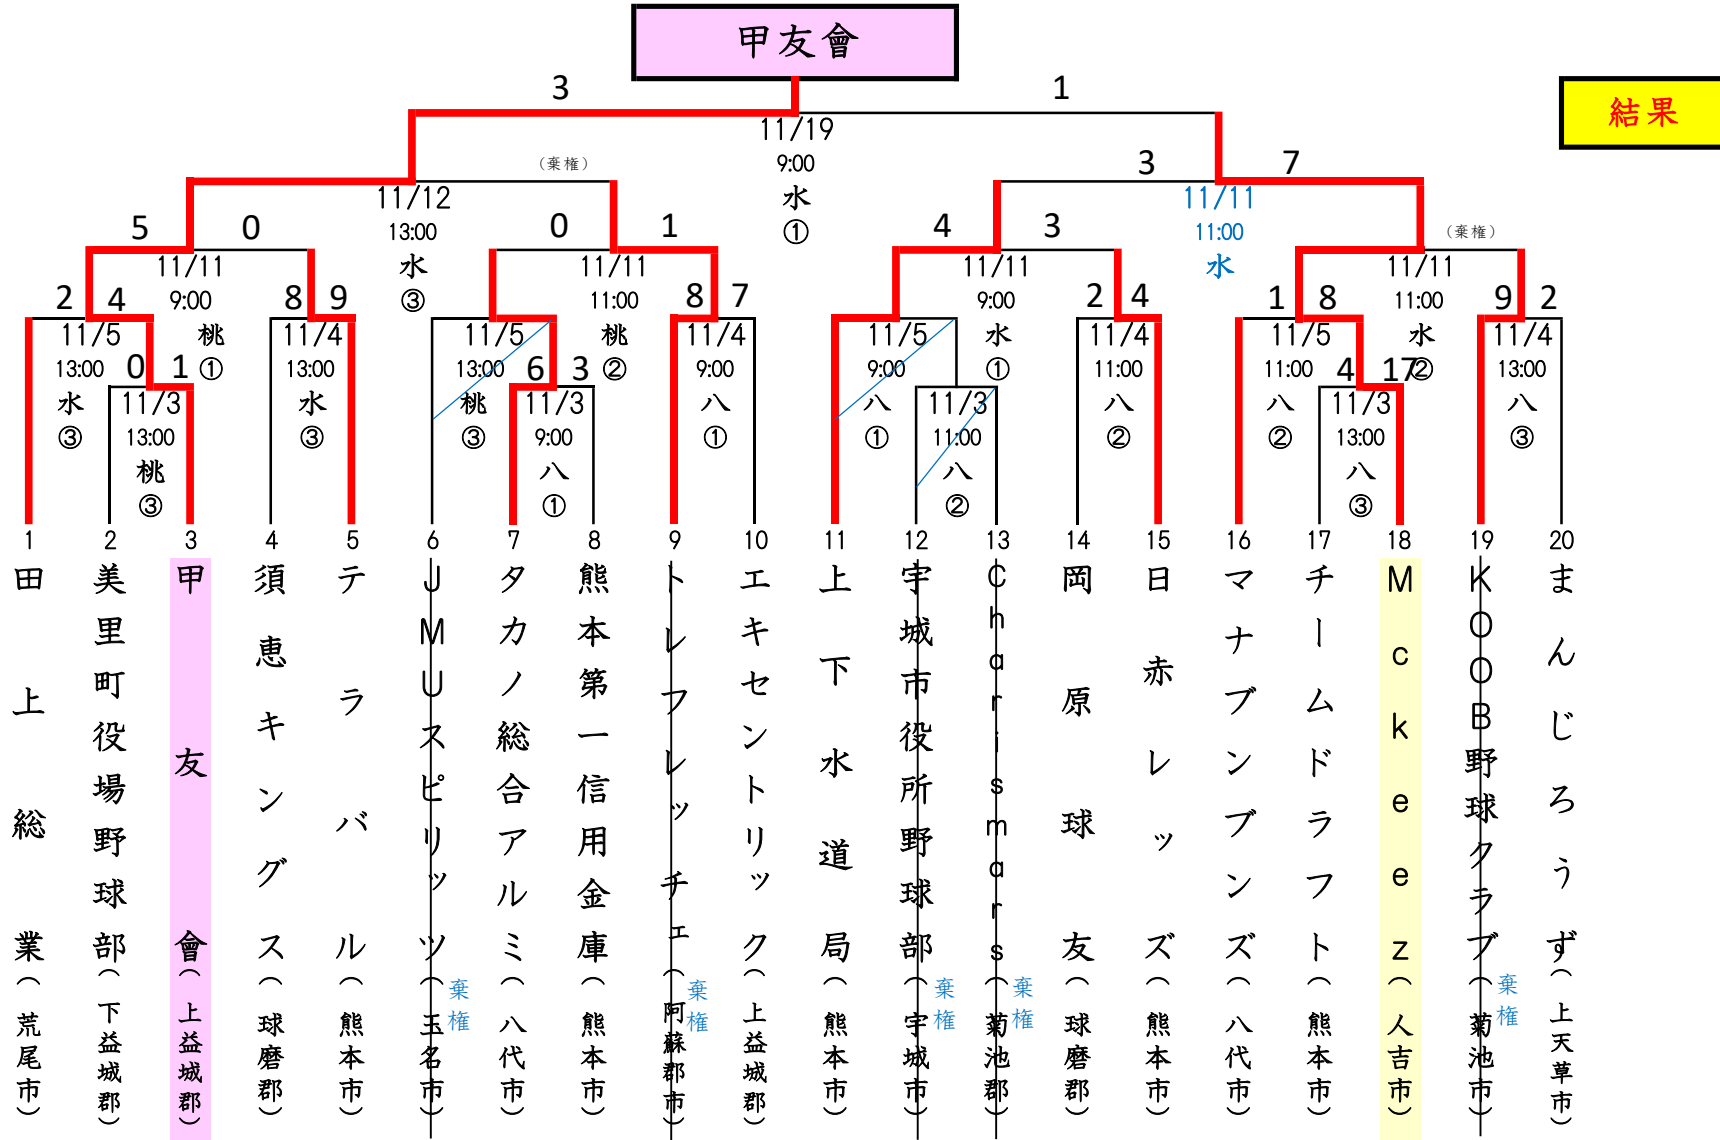 甲友會
結果
3
1
11/19
9:00
水
①
(棄権)
3
7
11/12
13:00
水
③
11/11
11:00
水
5
0
0
1
4
3
(棄権)
11/11
9:00
桃
①
11/11
11:00
桃
②
11/11
9:00
水
①
11/11
11:00
水
②
2
4
8
9
8
7
2
4
1
8
9
2
11/5
13:00
水
③
11/4
13:00
水
③
11/5
13:00
桃
③
11/4
9:00
八
①
11/5
9:00
八
①
11/4
11:00
八
②
11/5
11:00
八
②
11/4
13:00
八
③
0
1
6
3
4
17
11/3
13:00
桃
③
11/3
9:00
八
①
11/3
11:00
八
②
11/3
13:00
八
③
1
田上総業(荒尾市)
2
美里町役場野球部(下益城郡)
3
甲友會(上益城郡)
4
須恵キングス(球磨郡)
5
テラバル(熊本市)
6
JMUスピリッツ(玉名市)
棄権
7
タカノ総合アルミ(八代市)
8
熊本第一信用金庫(熊本市)
9
トレフレッチェ(阿蘇郡市)
棄権
10
エキセントリック(上益城郡)
11
上下水道局(熊本市)
12
宇城市役所野球部(宇城市)
棄権
13
Charismars(菊池郡)
棄権
14
岡原球友(球磨郡)
15
日赤レッズ(熊本市)
16
マナブンブンズ(八代市)
17
チームドラフト(熊本市)
18
Mckeez(人吉市)
19
KOOB野球クラブ(菊池市)
棄権
20
まんじろうず(上天草市)